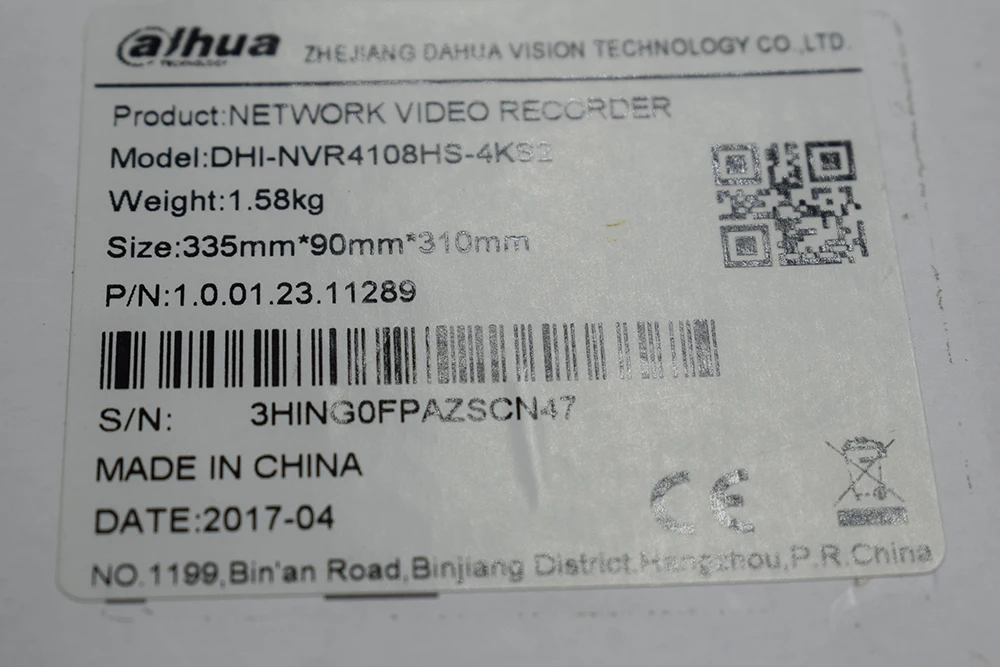 alhua
TECHNOLOGY
ZHEJIANG DAHUA VISION TECHNOLOGY CO.,LTD.
Product:NETWORK VIDEO RECORDER
Model:DHI-NVR4108HS-4KS2
Weight:1.58kg
Size:335mm*90mm*310mm
P/N:1.0.01.23.11289
S/N: 3HING0FPAZSCN47
MADE IN CHINA
DATE:2017-04
CE
NO.1199,Bin'an Road,Binjiang District,Hangzhou,P.R.China